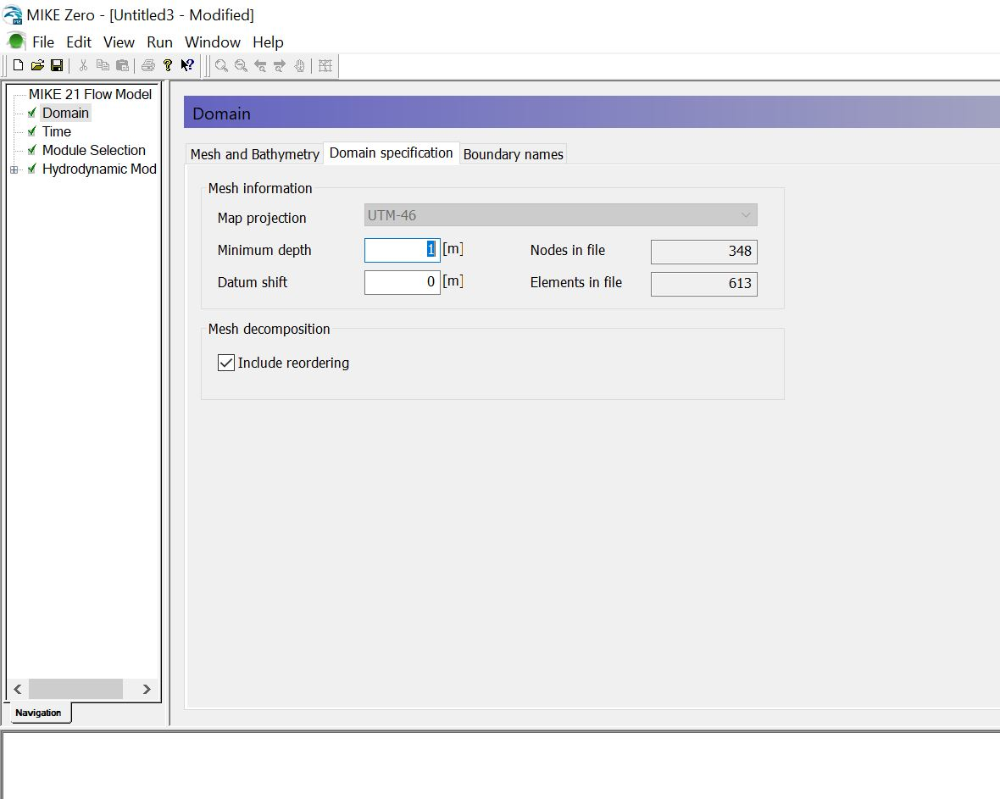 MIKE Zero - [Untitled3 - Modified]
File Edit View Run Window Help
MIKE 21 Flow Model
Domain
Time
Module Selection
Hydrodynamic Mod
Navigation
Domain
Mesh and Bathymetry Domain specification Boundary names
Mesh information
Map projection UTM-46
Minimum depth 1 [m] Nodes in file 348
Datum shift 0 [m] Elements in file 613
Mesh decomposition
Include reordering